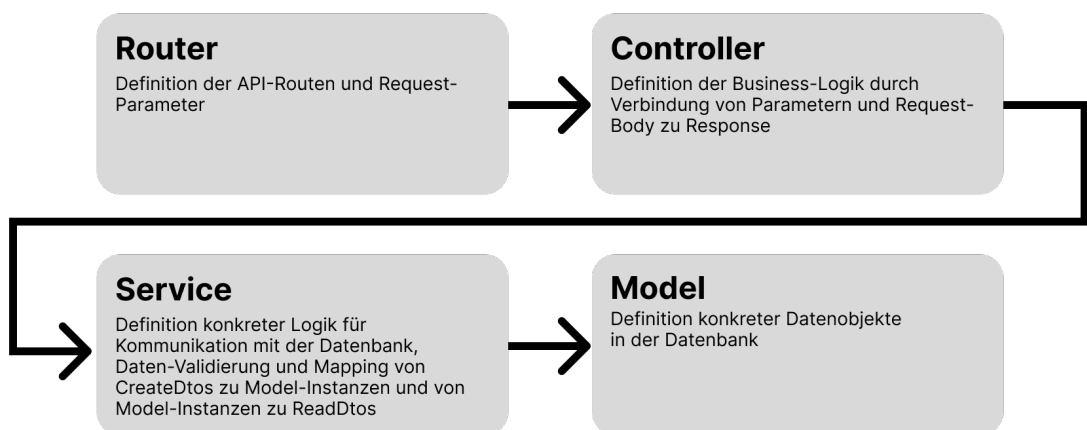 Router
Definition der API-Routen und Request-
Parameter
Controller
Definition der Business-Logik durch
Verbindung von Parametern und Request-
Body zu Response
Service
Definition konkreter Logik für
Kommunikation mit der Datenbank,
Daten-Validierung und Mapping von
CreateDtos zu Model-Instanzen und von
Model-Instanzen zu ReadDtos
Model
Definition konkreter Datenobjekte
in der Datenbank